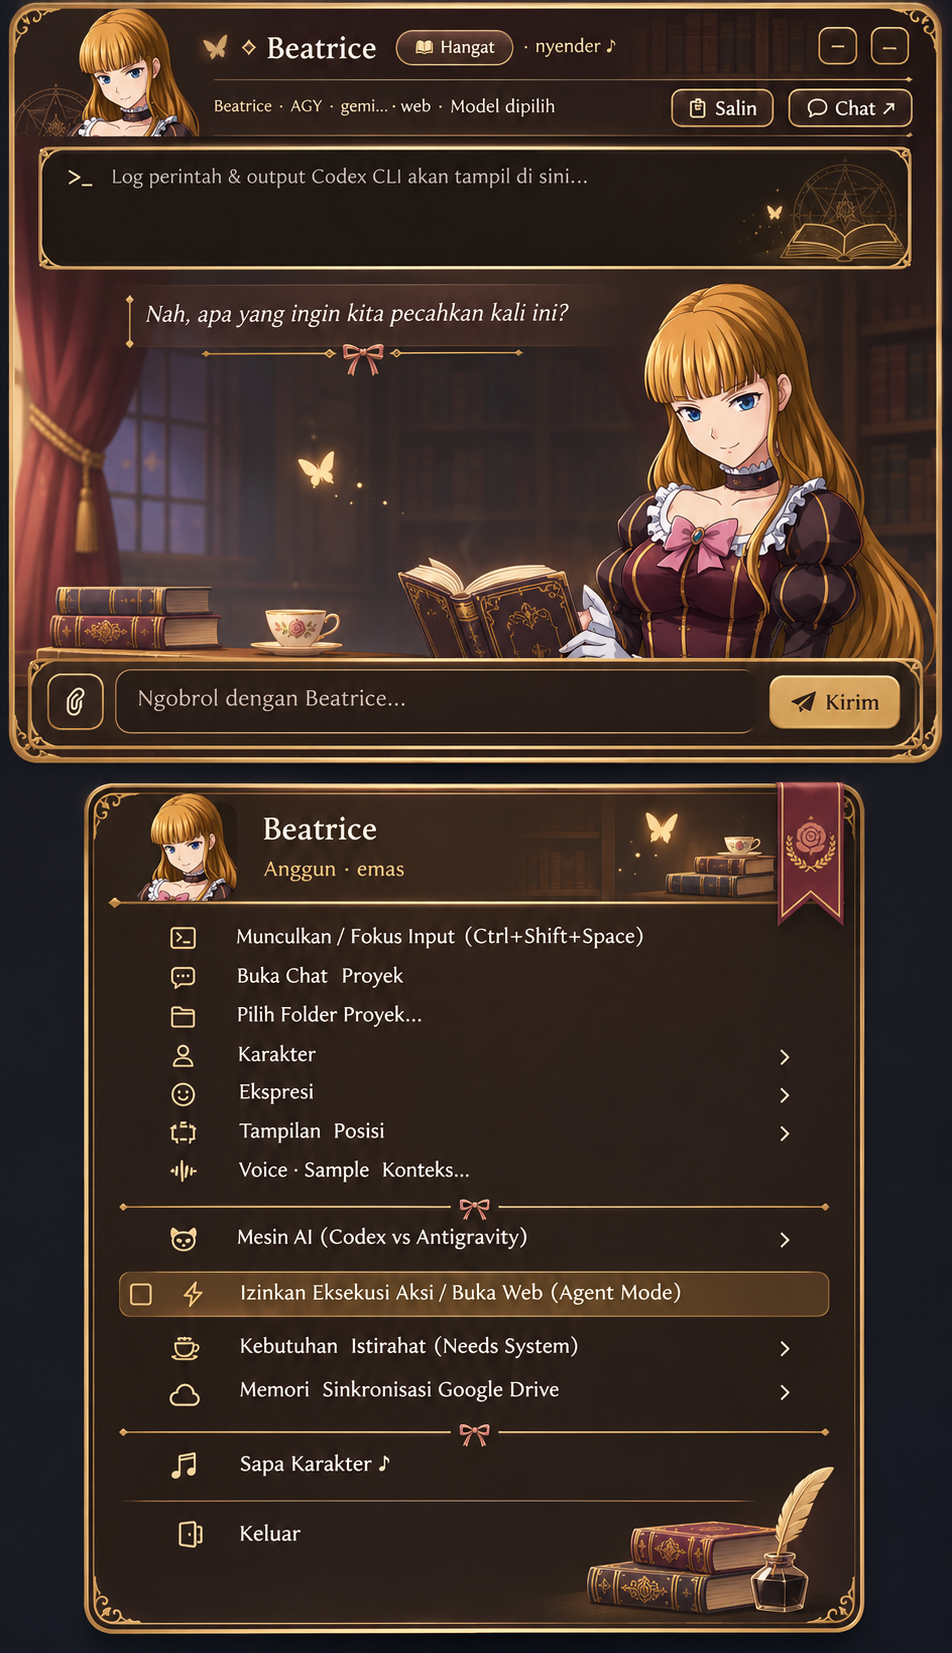 Beatrice Hangat · nyender ♪
Beatrice · AGY · gemi... · web · Model dipilih Salin Chat ↗
>_ Log perintah & output Codex CLI akan tampil di sini...
Nah, apa yang ingin kita pecahkan kali ini?
Ngobrol dengan Beatrice... Kirim
Beatrice
Anggun · emas
Munculkan / Fokus Input (Ctrl+Shift+Space)
Buka Chat Proyek
Pilih Folder Proyek...
Karakter
Ekspresi
Tampilan Posisi
Voice · Sample Konteks...
Mesin AI (Codex vs Antigravity)
Izinkan Eksekusi Aksi / Buka Web (Agent Mode)
Kebutuhan Istirahat (Needs System)
Memori Sinkronisasi Google Drive
Sapa Karakter ♪
Keluar